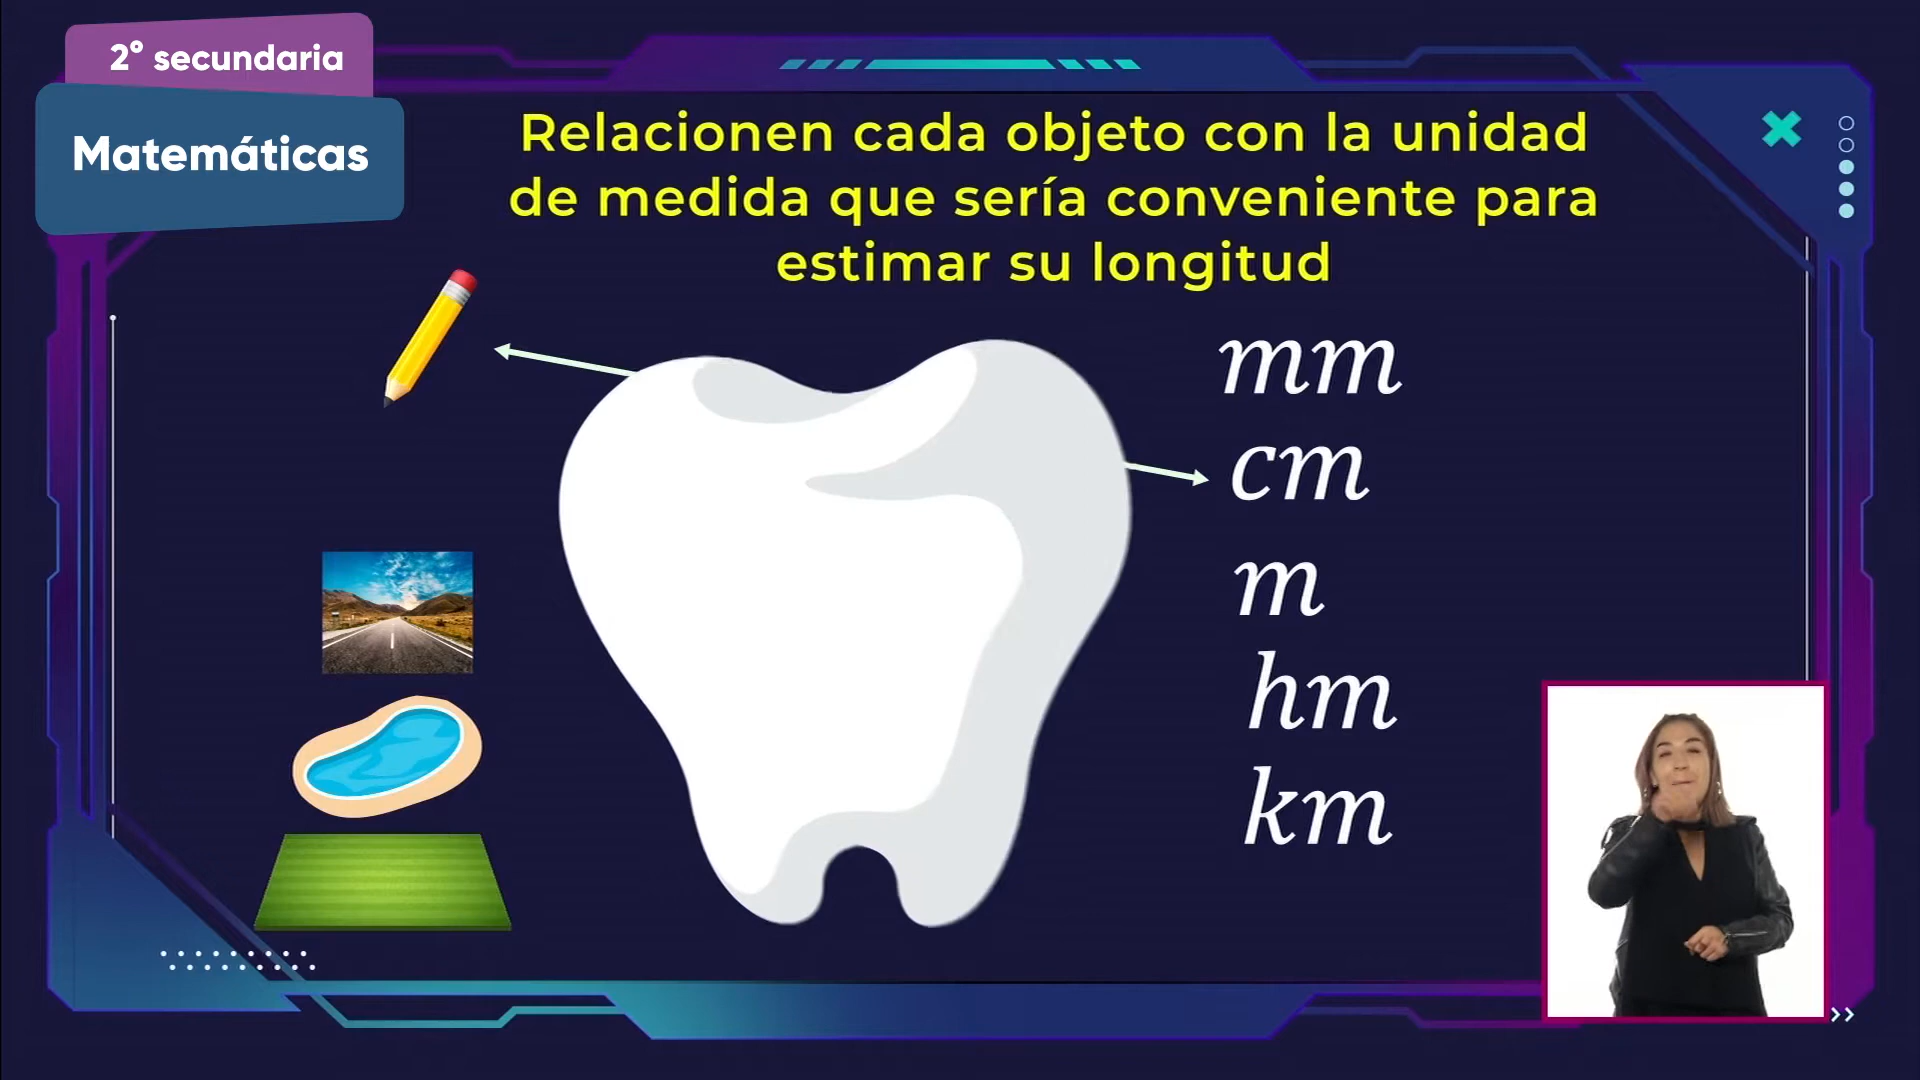 2° secundaria
Matemáticas
Relacionen cada objeto con la unidad
de medida que sería conveniente para
estimar su longitud
mm
cm
m
hm
km